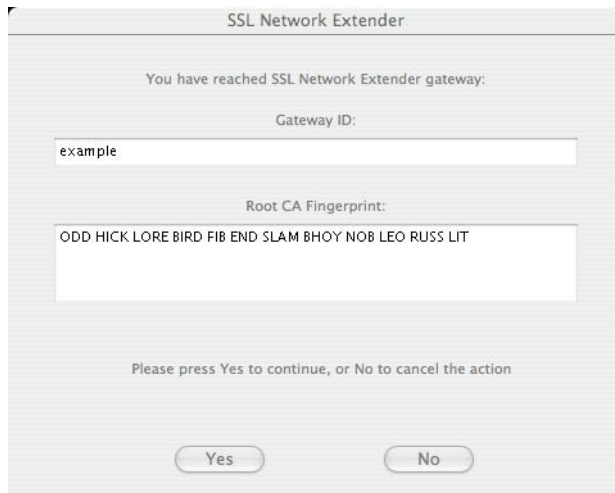 SSL Network Extender
You have reached SSL Network Extender gateway:
Gateway ID:
example
Root CA Fingerprint:
ODD HICK LORE BIRD FIB END SLAM BHOY NOB LEO RUSS LIT
Please press Yes to continue, or No to cancel the action
Yes No